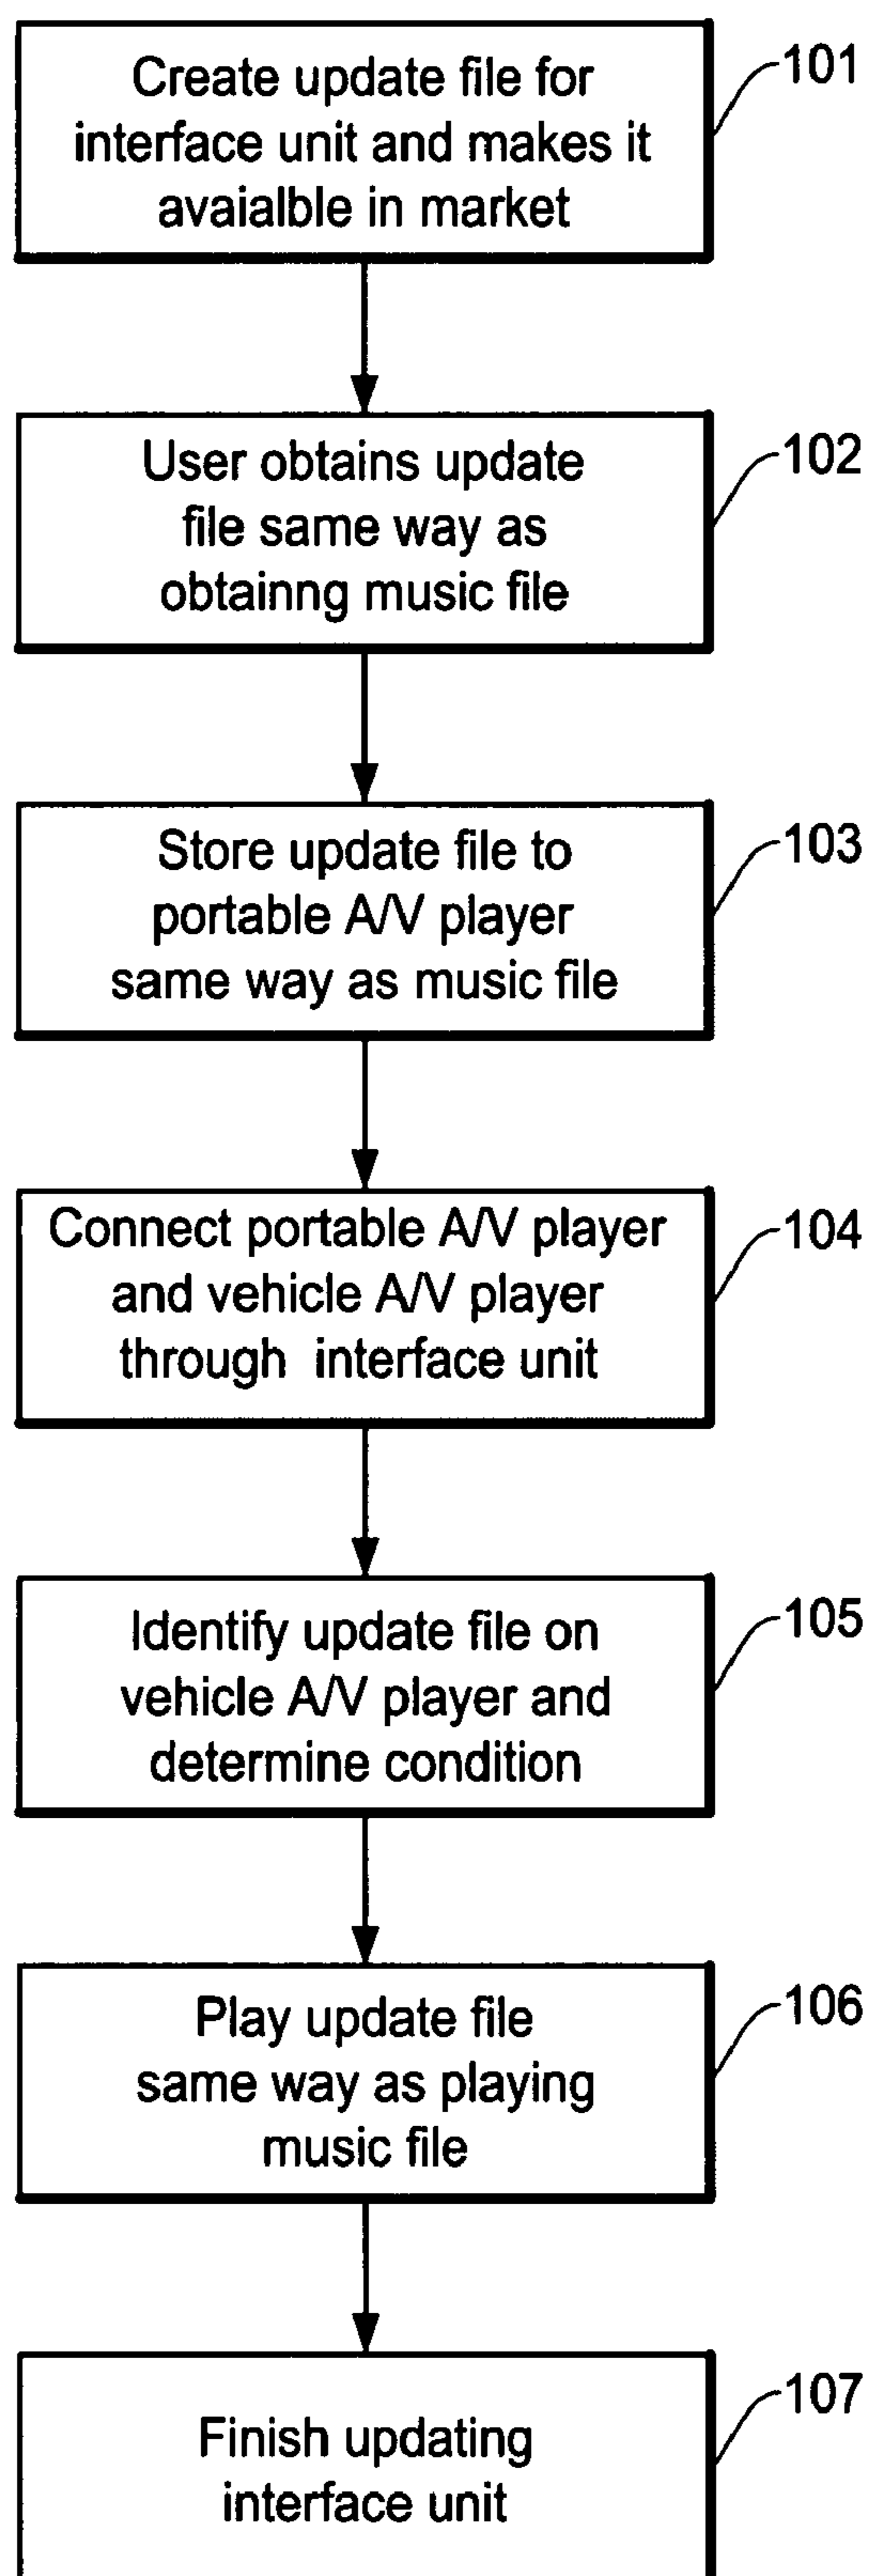 Create update file for
interface unit and makes it
avaialble in market
101
User obtains update
file same way as
obtainng music file
102
Store update file to
portable A/V player
same way as music file
103
Connect portable A/V player
and vehicle A/V player
through interface unit
104
Identify update file on
vehicle A/V player and
determine condition
105
Play update file
same way as playing
music file
106
Finish updating
interface unit
107